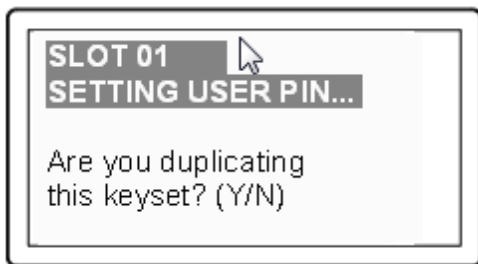 SLOT 01
SETTING USER PIN...
Are you duplicating
this keyset? (Y/N)